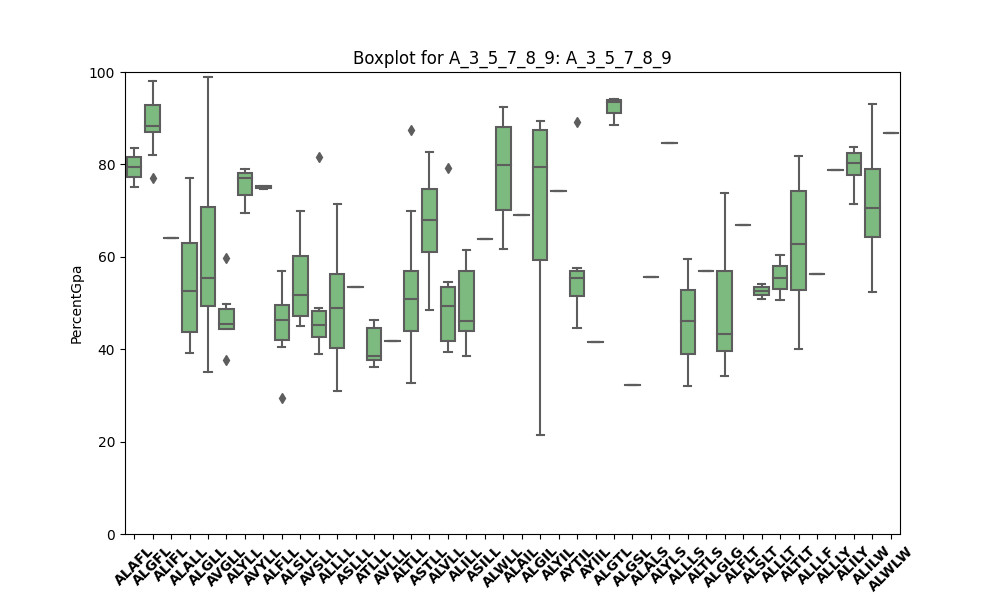 Boxplot for A_3_5_7_8_9: A_3_5_7_8_9
PercentGpa
100
80
60
40
20
0
ALAFL
ALGFL
ALIFL
ALALL
ALGLL
AVGLL
ALYLL
AVYLL
ALFLL
ALSLL
AVSLL
ALLLL
ASLLL
ATLLL
AVLLL
ALTLL
ASTLL
ALVLL
ALILL
ASILL
ALWLL
ALAIL
ALGIL
ALYIL
AYTIL
AYIIL
ALGTL
ALGSL
ALALS
ALYLS
ALLLS
ALTLS
ALGLG
ALFLT
ALSLT
ALLLT
ALTLT
ALLLF
ALLLY
ALILY
ALILW
ALWLW